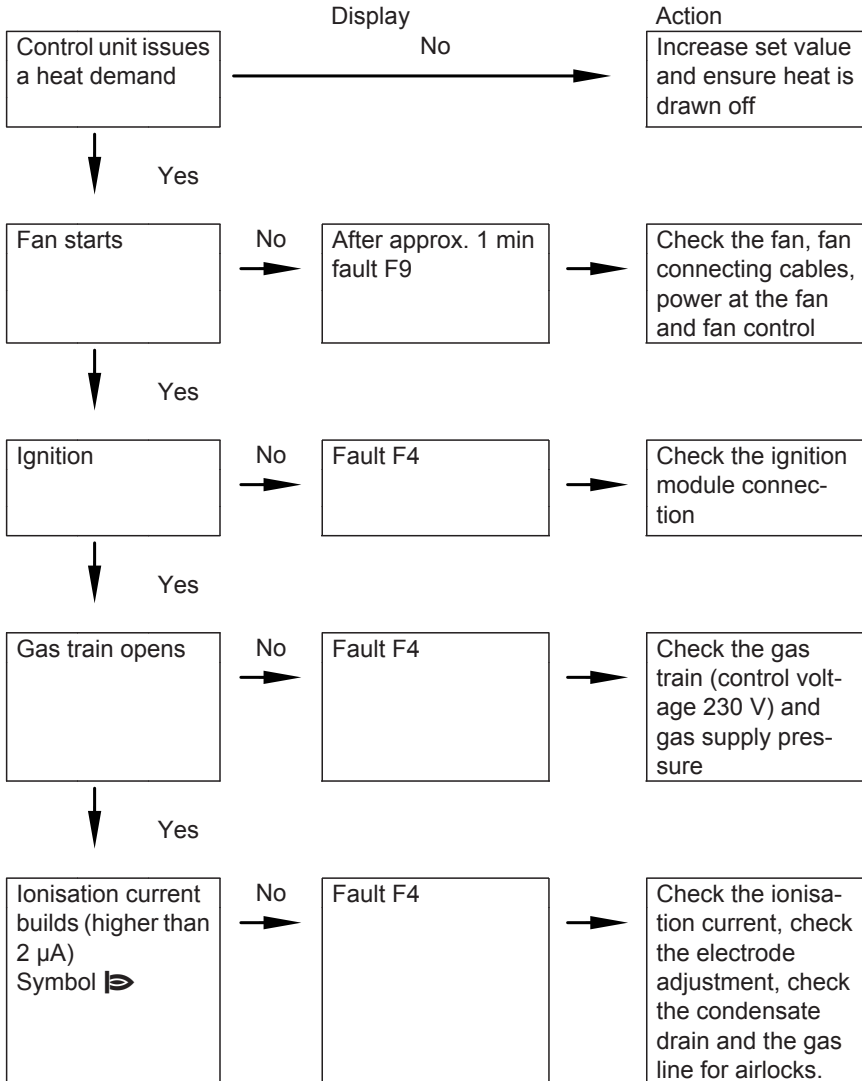 Display
Action
Control unit issues
a heat demand
No
Increase set value
and ensure heat is
drawn off
Yes
Fan starts
No
After approx. 1 min
fault F9
Check the fan, fan
connecting cables,
power at the fan
and fan control
Yes
Ignition
No
Fault F4
Check the ignition
module connec-
tion
Yes
Gas train opens
No
Fault F4
Check the gas
train (control volt-
age 230 V) and
gas supply pres-
sure
Yes
Ionisation current
builds (higher than
2 µA)
Symbol
No
Fault F4
Check the ionisa-
tion current, check
the electrode
adjustment, check
the condensate
drain and the gas
line for airlocks.